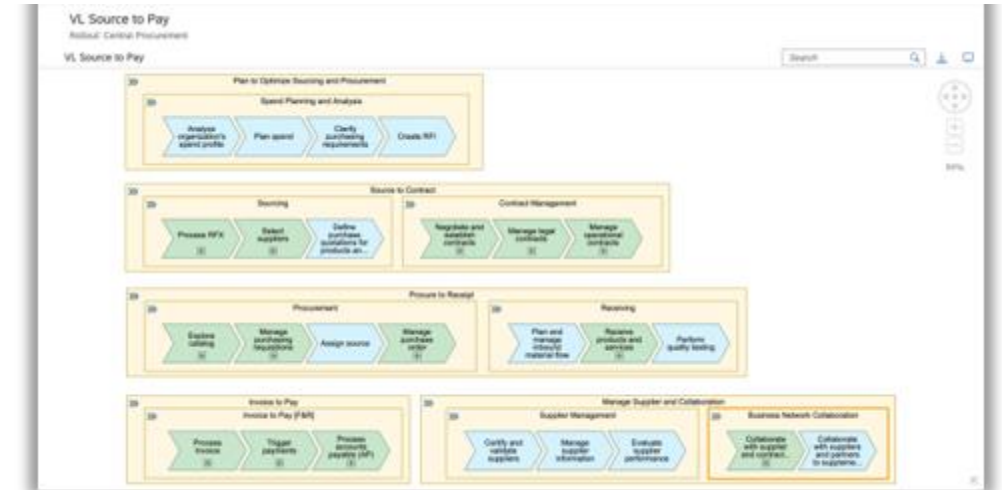 VL Source to Pay
Rollout: Central Procurement
VL Source to Pay
Search
Plan to Optimize Sourcing and Procurement
Spend Planning and Analysis
Analyze
organization's
spend profile
Plan spend
Clarify
purchasing
requirements
Create RFI
Source to Contract
Sourcing
Process RFX
Select
suppliers
Define
purchase
quotations for
products an...
Contract Management
Negotiate and
establish
contracts
Manage legal
contracts
Manage
operational
contracts
Procure to Receipt
Procurement
Explore
catalog
Manage
purchasing
requisitions
Assign source
Manage
purchase
order
Receiving
Plan and
manage
inbound
material flow
Receive
products and
services
Perform
quality testing
Invoice to Pay
Invoice to Pay [F&R]
Process
Invoice
Trigger
payments
Process
accounts
payable (AP)
Manage Supplier and Collaboration
Supplier Management
Certify and
validate
suppliers
Manage
supplier
information
Evaluate
supplier
performance
Business Network Collaboration
Collaborate
with supplier
and contract...
Collaborate
with suppliers
and partners
to suppleme...